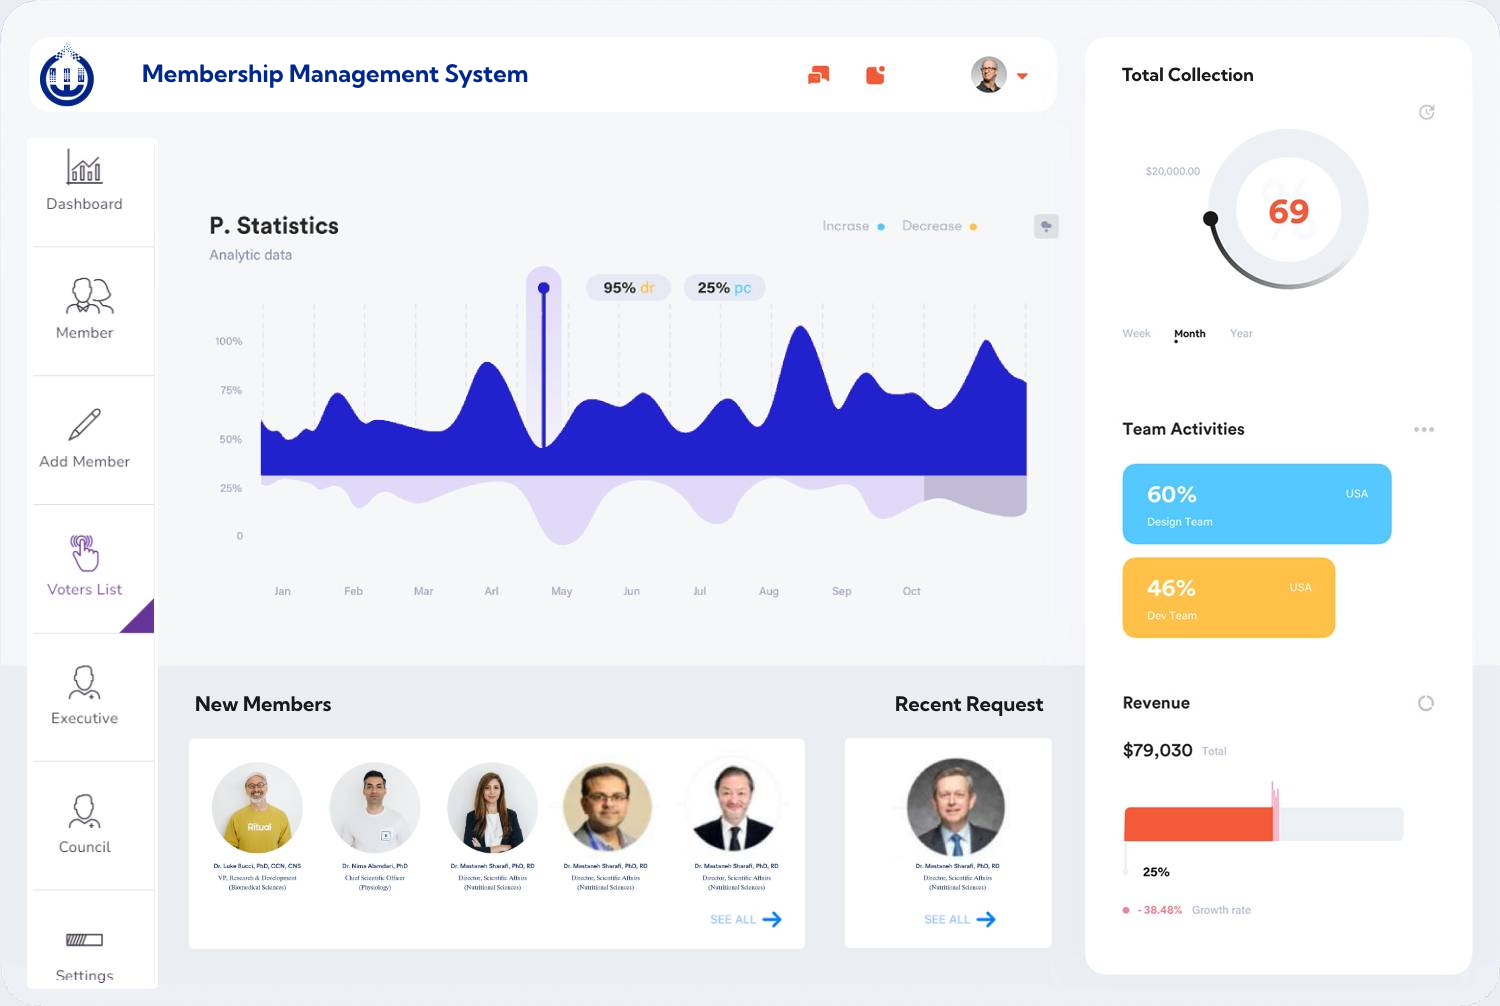 Membership Management System
Dashboard
Member
Add Member
Voters List
Executive
Council
Settings
P. Statistics
Analytic data
Incrase
Decrease
95% dr
25% pc
100%
75%
50%
25%
0
Jan Feb Mar Arl May Jun Jul Aug Sep Oct
New Members
Ritual
Dr. Luke Bucci, PhD, CCN, CNS
VP, Research & Development
(Biomedical Sciences)
Dr. Nima Alamdari, PhD
Chief Scientific Officer
(Physiology)
Dr. Mastaneh Sharafi, PhD, RD
Director, Scientific Affairs
(Nutritional Sciences)
Dr. Mastaneh Sharafi, PhD, RD
Director, Scientific Affairs
(Nutritional Sciences)
Dr. Mastaneh Sharafi, PhD, RD
Director, Scientific Affairs
(Nutritional Sciences)
SEE ALL
Recent Request
Dr. Mastaneh Sharafi, PhD, RD
Director, Scientific Affairs
(Nutritional Sciences)
SEE ALL
Total Collection
$20,000.00
69
Week Month Year
Team Activities
60%
USA
Design Team
46%
USA
Dev Team
Revenue
$79,030 Total
25%
-38.48% Growth rate